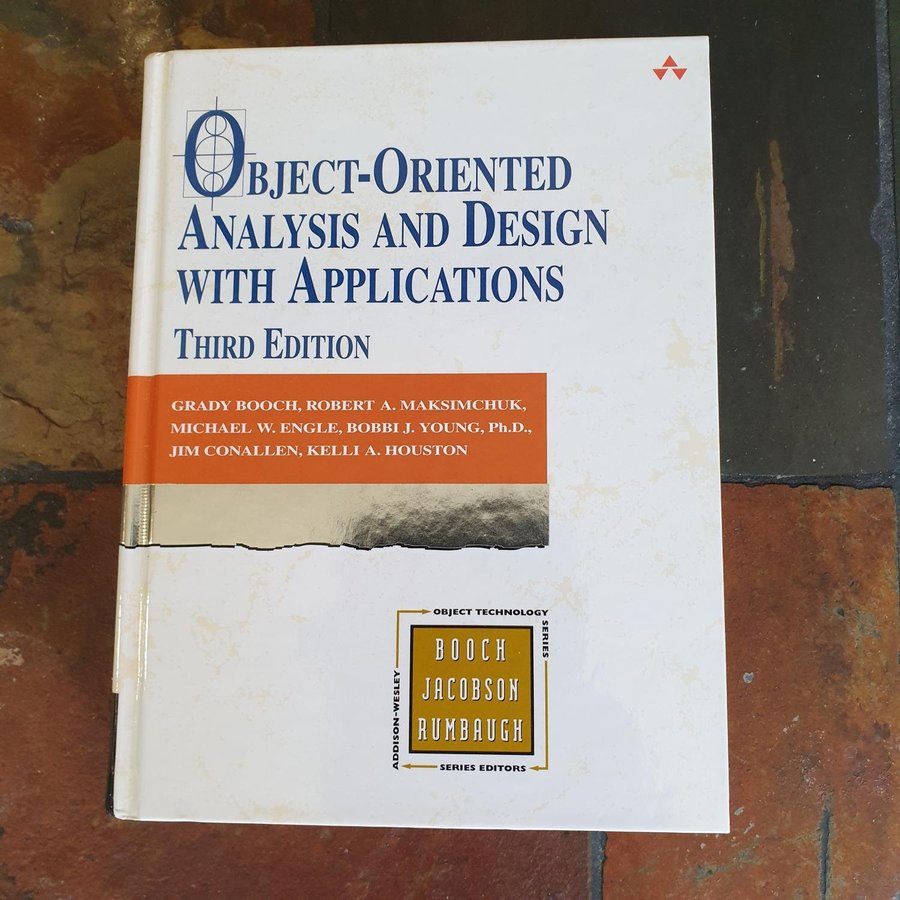 OBJECT-ORIENTED
ANALYSIS AND DESIGN
WITH APPLICATIONS
THIRD EDITION
GRADY BOOCH, ROBERT A. MAKSIMCHUK,
MICHAEL W. ENGLE, BOBBI J. YOUNG, Ph.D.,
JIM CONALLEN, KELLI A. HOUSTON
OBJECT TECHNOLOGY
SERIES
BOOCH
JACOBSON
RUMBAUGH
ADDISON-WESLEY
SERIES EDITORS